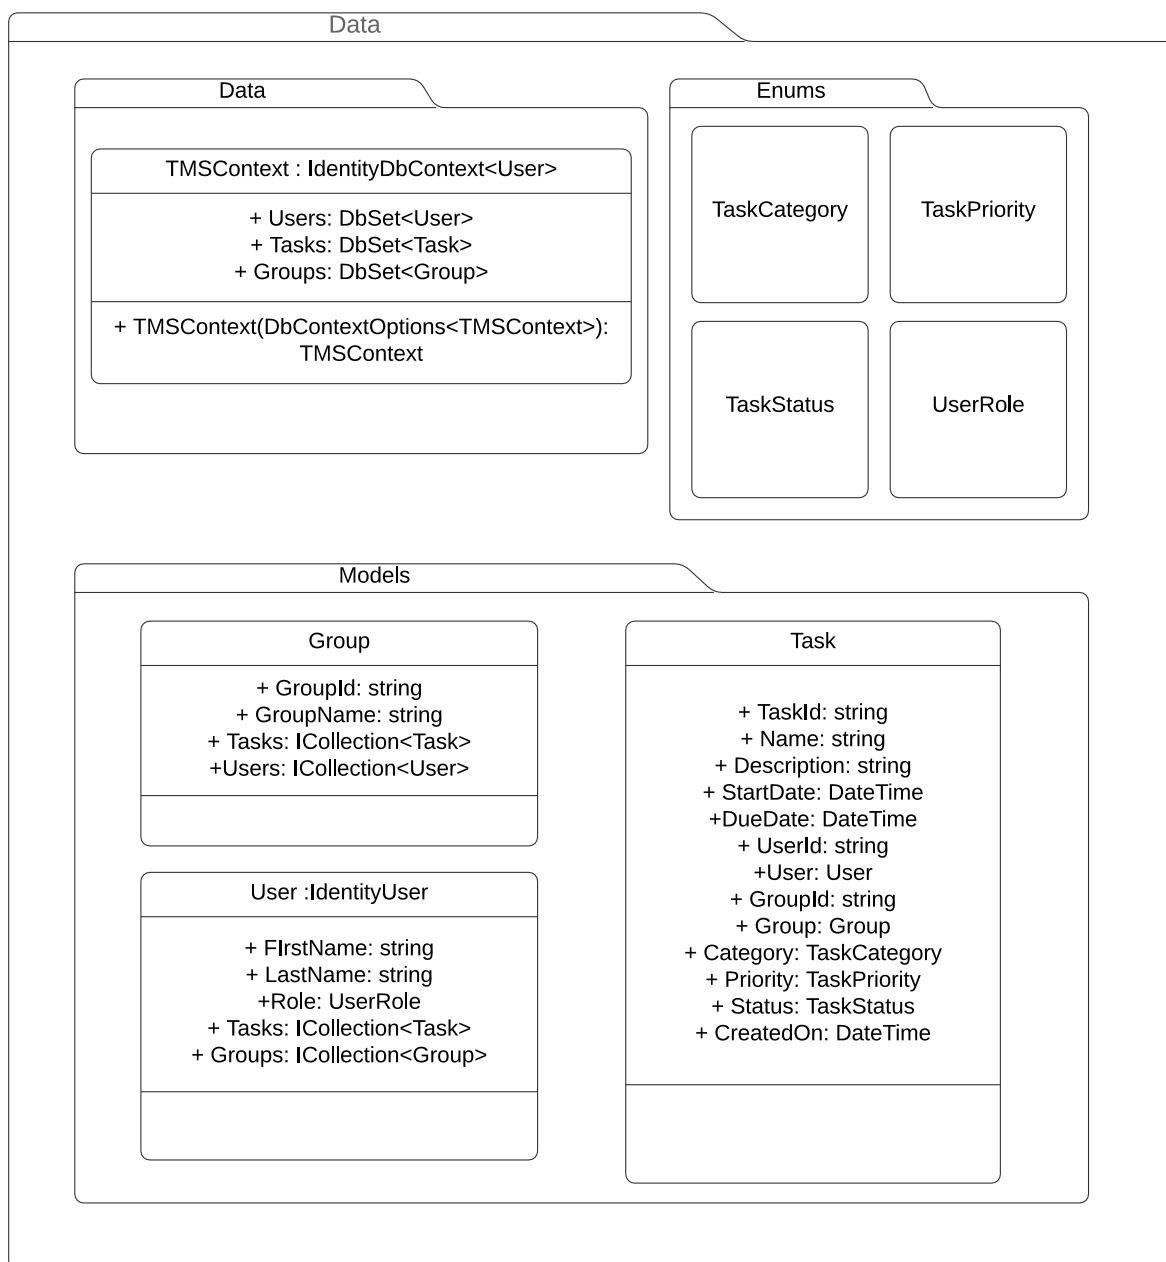 Data
Data
TMSContext : IdentityDbContext<User>
+ Users: DbSet<User>
+ Tasks: DbSet<Task>
+ Groups: DbSet<Group>
+ TMSContext(DbContextOptions<TMSContext>):
TMSContext
Enums
TaskCategory
TaskPriority
TaskStatus
UserRole
Models
Group
+ GroupId: string
+ GroupName: string
+ Tasks: ICollection<Task>
+Users: ICollection<User>
User :IdentityUser
+ FIrstName: string
+ LastName: string
+Role: UserRole
+ Tasks: ICollection<Task>
+ Groups: ICollection<Group>
Task
+ TaskId: string
+ Name: string
+ Description: string
+ StartDate: DateTime
+DueDate: DateTime
+ UserId: string
+User: User
+ GroupId: string
+ Group: Group
+ Category: TaskCategory
+ Priority: TaskPriority
+ Status: TaskStatus
+ CreatedOn: DateTime